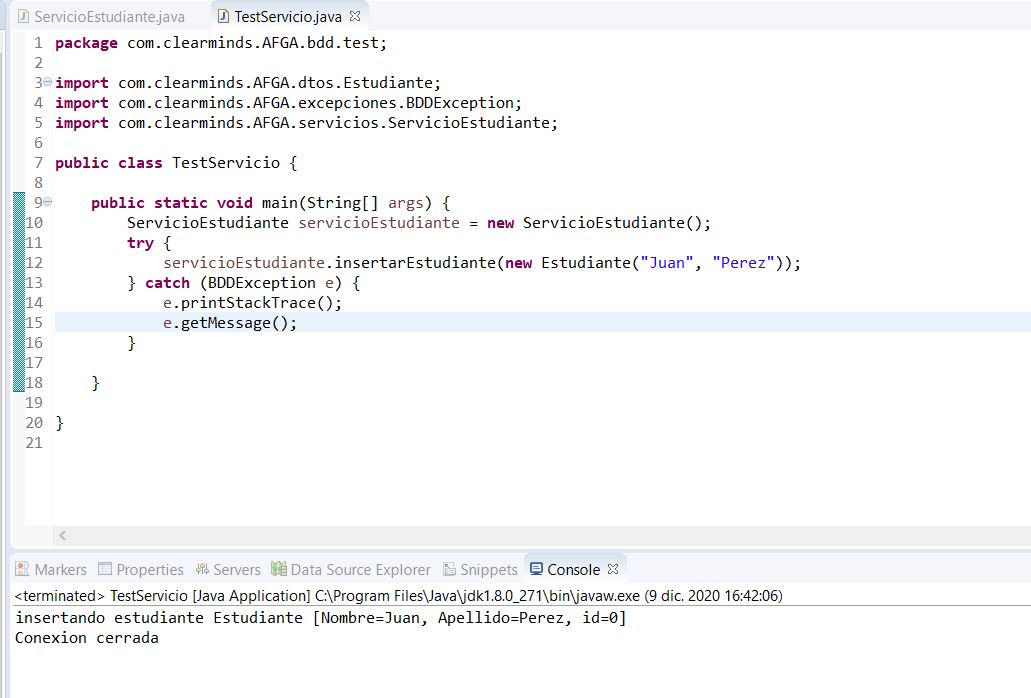 ServicioEstudiante.java TestServicio.java
1 package com.clearminds.AFGA.bdd.test;
2
3 import com.clearminds.AFGA.dtos.Estudiante;
4 import com.clearminds.AFGA.excepciones.BDDException;
5 import com.clearminds.AFGA.servicios.ServicioEstudiante;
6
7 public class TestServicio {
8
9 public static void main(String[] args) {
10 ServicioEstudiante servicioEstudiante = new ServicioEstudiante();
11 try {
12 servicioEstudiante.insertarEstudiante(new Estudiante("Juan", "Perez"));
13 } catch (BDDException e) {
14 e.printStackTrace();
15 e.getMessage();
16 }
17
18 }
19
20 }
21
Markers Properties Servers Data Source Explorer Snippets Console
<terminated> TestServicio [Java Application] C:\Program Files\Java\jdk1.8.0_271\bin\javaw.exe (9 dic. 2020 16:42:06)
insertando estudiante Estudiante [Nombre=Juan, Apellido=Perez, id=0]
Conexion cerrada